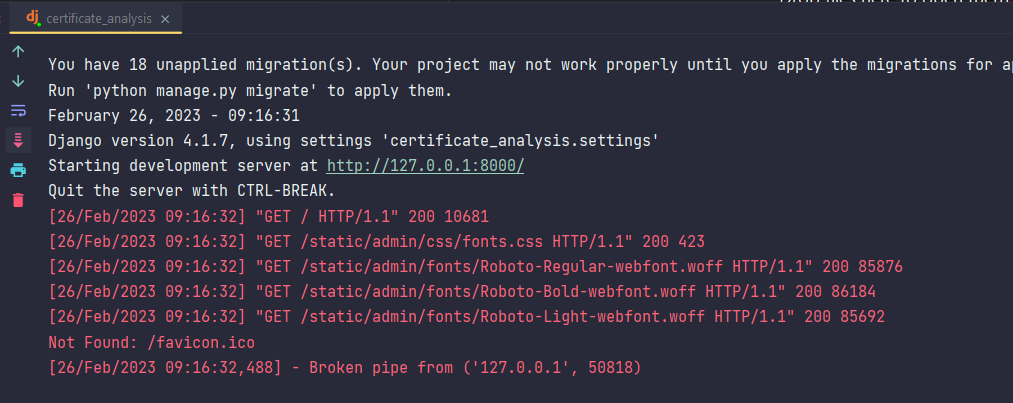 certificate_analysis
You have 18 unapplied migration(s). Your project may not work properly until you apply the migrations for
Run 'python manage.py migrate' to apply them.
February 26, 2023 - 09:16:31
Django version 4.1.7, using settings 'certificate_analysis.settings'
Starting development server at http://127.0.0.1:8000/
Quit the server with CTRL-BREAK.
[26/Feb/2023 09:16:32] "GET / HTTP/1.1" 200 10681
[26/Feb/2023 09:16:32] "GET /static/admin/css/fonts.css HTTP/1.1" 200 423
[26/Feb/2023 09:16:32] "GET /static/admin/fonts/Roboto-Regular-webfont.woff HTTP/1.1" 200 85876
[26/Feb/2023 09:16:32] "GET /static/admin/fonts/Roboto-Bold-webfont.woff HTTP/1.1" 200 86184
[26/Feb/2023 09:16:32] "GET /static/admin/fonts/Roboto-Light-webfont.woff HTTP/1.1" 200 85692
Not Found: /favicon.ico
[26/Feb/2023 09:16:32,488] - Broken pipe from ('127.0.0.1', 50818)